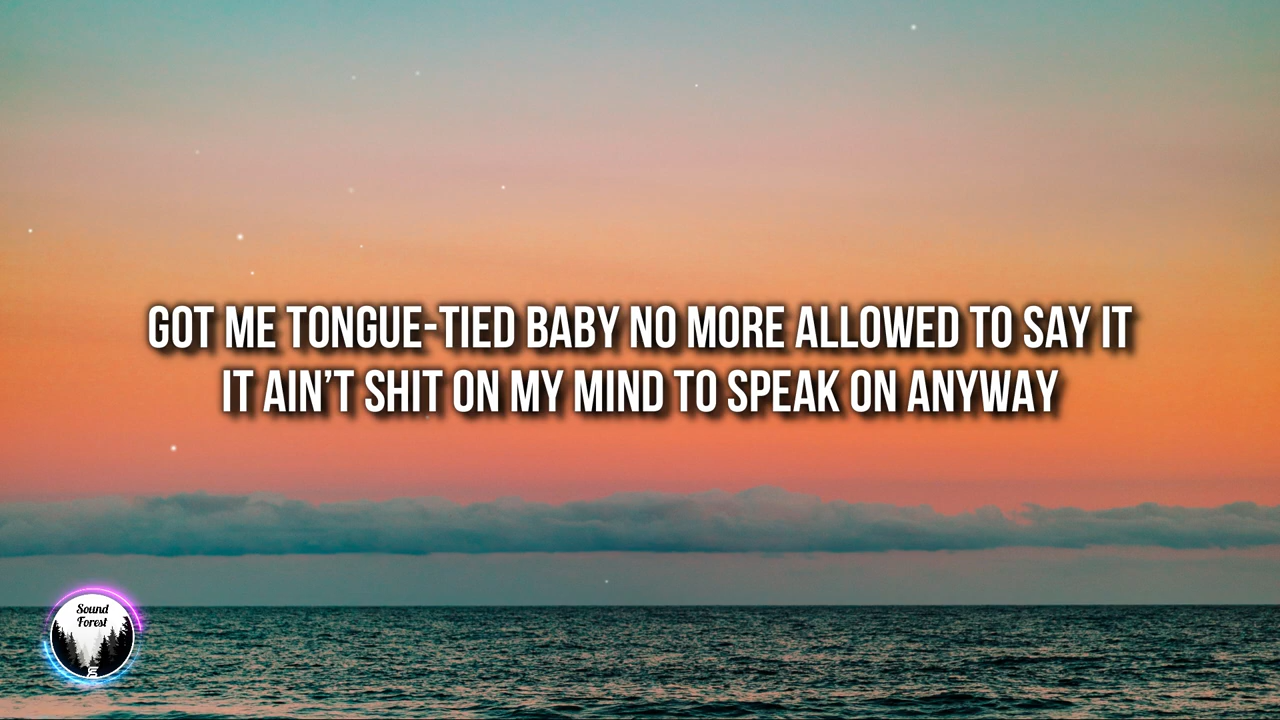 GOT ME TONGUE-TIED BABY NO MORE ALLOWED TO SAY IT
IT AIN'T SHIT ON MY MIND TO SPEAK ON ANYWAY
Sound
Forest